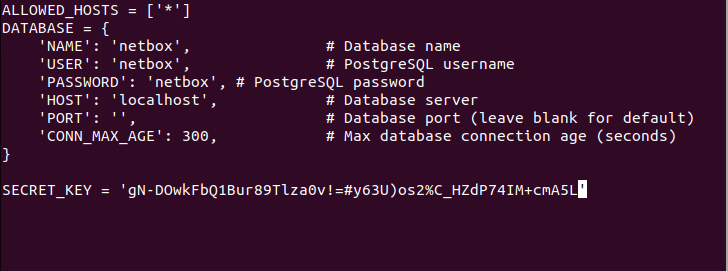 ALLOWED_HOSTS = ['*']
DATABASE = {
    'NAME': 'netbox',               # Database name
    'USER': 'netbox',               # PostgreSQL username
    'PASSWORD': 'netbox', # PostgreSQL password
    'HOST': 'localhost',            # Database server
    'PORT': '',                     # Database port (leave blank for default)
    'CONN_MAX_AGE': 300,            # Max database connection age (seconds)
}
SECRET_KEY = 'gN-DOwkFbQ1Bur89Tlza0v!=#y63U)os2%C_HZdP74IM+cmA5L'